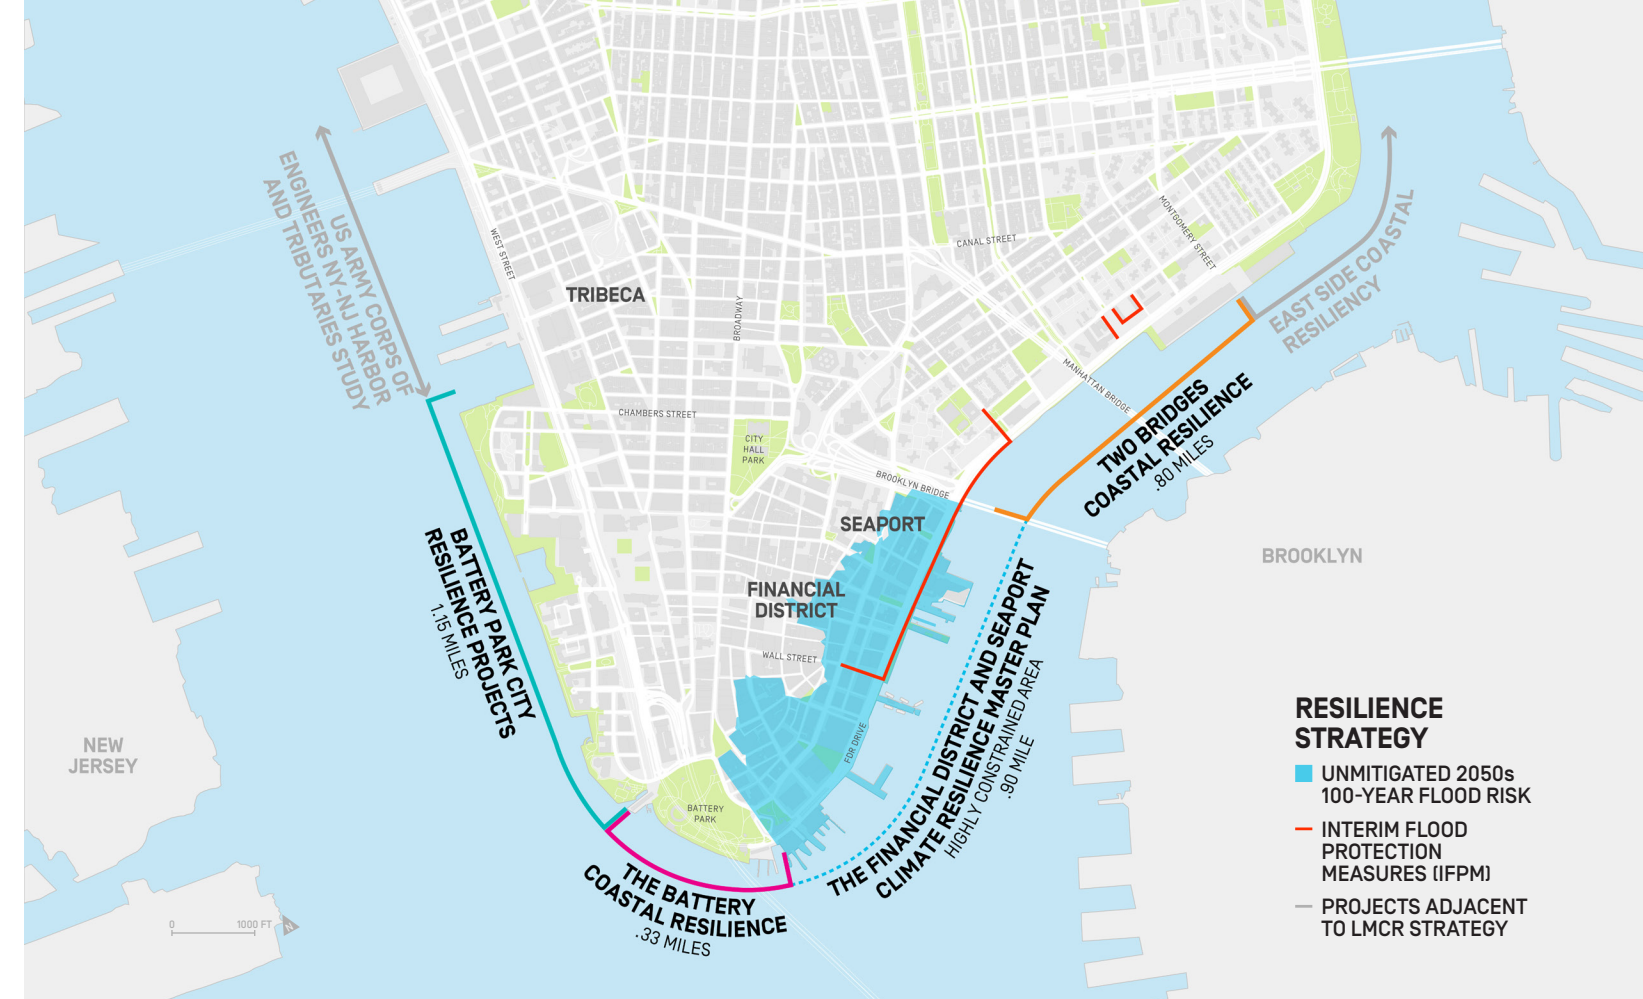 US ARMY CORPS OF
ENGINEERS NY-NJ HARBOR
AND TRIBUTARIES STUDY
WEST STREET
TRIBECA
BROADWAY
CANAL STREET
MONTGOMERY STREET
EAST SIDE COASTAL
RESILIENCY
MANHATTAN BRIDGE
TWO BRIDGES
COASTAL RESILIENCE
.80 MILES
CHAMBERS STREET
CITY
HALL
PARK
BROOKLYN BRIDGE
SEAPORT
FINANCIAL
DISTRICT
WALL STREET
BROOKLYN
BATTERY PARK CITY
RESILIENCE PROJECTS
1.15 MILES
NEW
JERSEY
FDR DRIVE
THE FINANCIAL DISTRICT AND SEAPORT
CLIMATE RESILIENCE MASTER PLAN
HIGHLY CONSTRAINED AREA
.90 MILE
BATTERY
PARK
THE BATTERY
COASTAL RESILIENCE
.33 MILES
0 1000 FT
N
RESILIENCE
STRATEGY
UNMITIGATED 2050s
100-YEAR FLOOD RISK
INTERIM FLOOD
PROTECTION
MEASURES (IFPM)
PROJECTS ADJACENT
TO LMCR STRATEGY